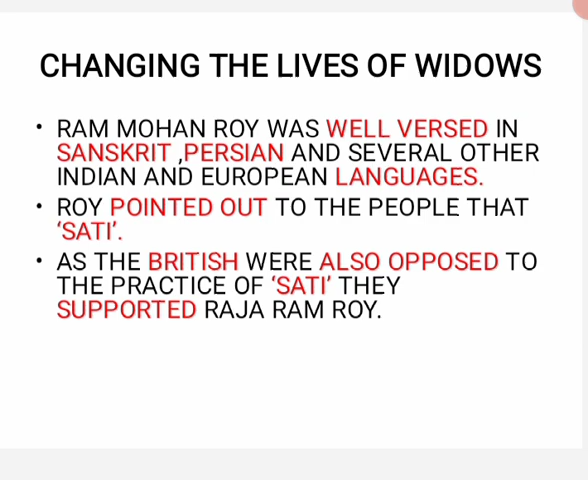 CHANGING THE LIVES OF WIDOWS
• RAM MOHAN ROY WAS WELL VERSED IN
SANSKRIT ,PERSIAN AND SEVERAL OTHER
INDIAN AND EUROPEAN LANGUAGES.
• ROY POINTED OUT TO THE PEOPLE THAT
‘SATI’.
• AS THE BRITISH WERE ALSO OPPOSED TO
THE PRACTICE OF ‘SATI’ THEY
SUPPORTED RAJA RAM ROY.